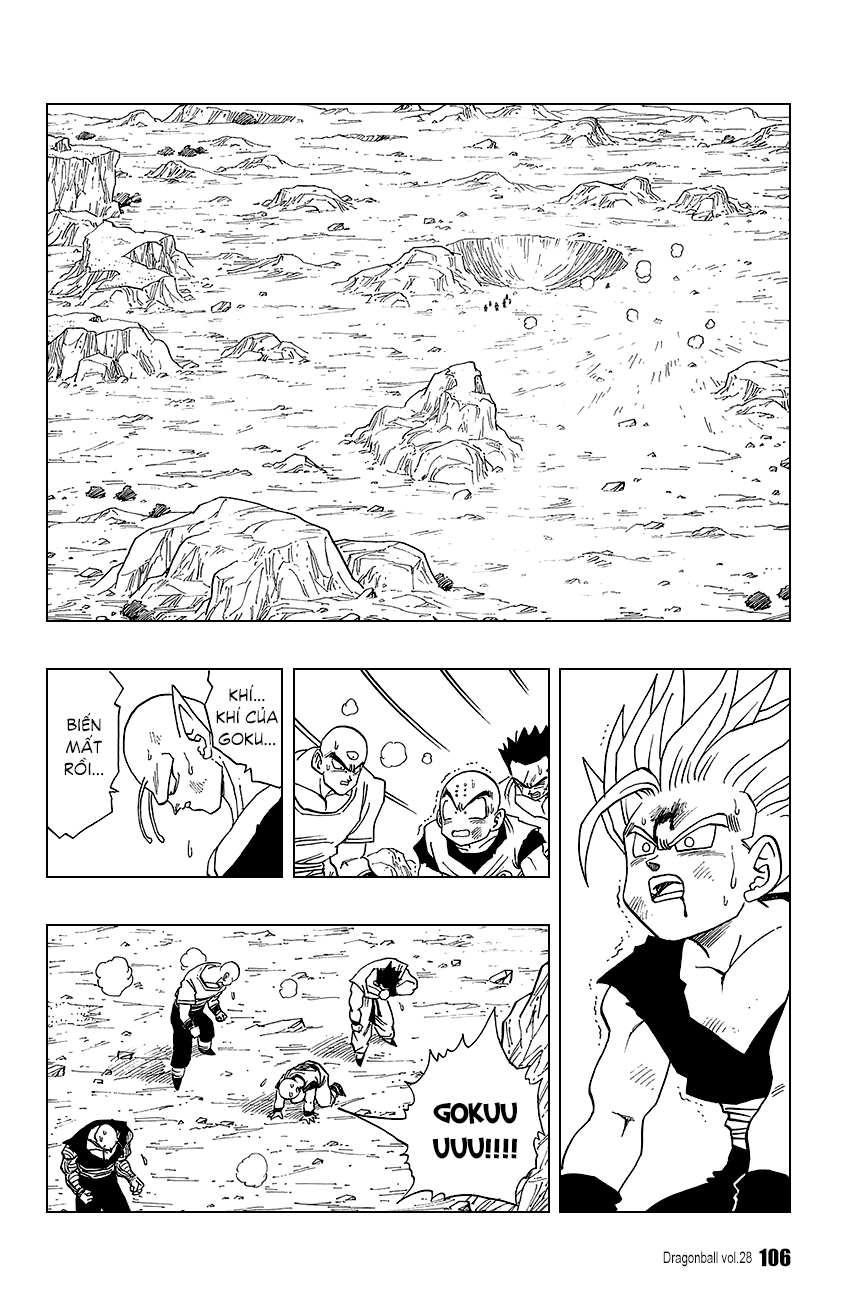 KHÍ...
KHÍ CỦA
GOKU...
BIẾN
MẤT
RỒI...
GOKUU
UUU!!!!
Dragonball vol.28 106